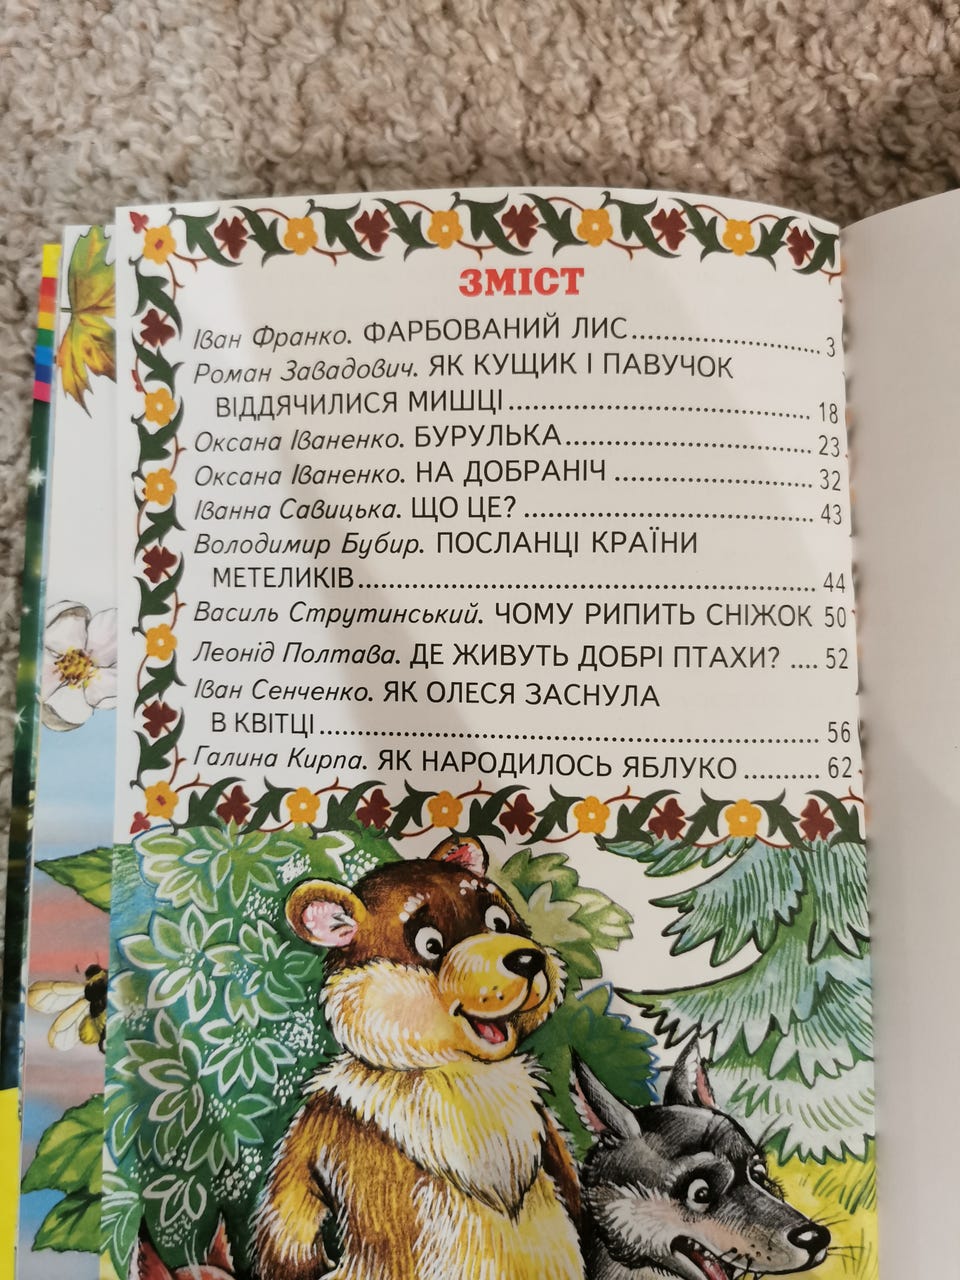 ЗМІСТ
Іван Франко. ФАРБОВАНИЙ ЛИС.................... 3
Роман Завадович. ЯК КУЩИК І ПАВУЧОК
ВІДДЯЧИЛИСЯ МИШЦІ................................ 18
Оксана Іваненко. БУРУЛЬКА.......................... 23
Оксана Іваненко. НА ДОБРАНІЧ ..................... 32
Іванна Савицька. ЩО ЦЕ? ............................... 43
Володимир Бубир. ПОСЛАНЦІ КРАЇНИ
МЕТЕЛИКІВ.................................................. 44
Василь Струтинський. ЧОМУ РИПИТЬ СНІЖОК 50
Леонід Полтава. ДЕ ЖИВУТЬ ДОБРІ ПТАХИ? .... 52
Іван Сенченко. ЯК ОЛЕСЯ ЗАСНУЛА
В КВІТЦІ...................................................... 56
Галина Кирпа. ЯК НАРОДИЛОСЬ ЯБЛУКО .......... 62